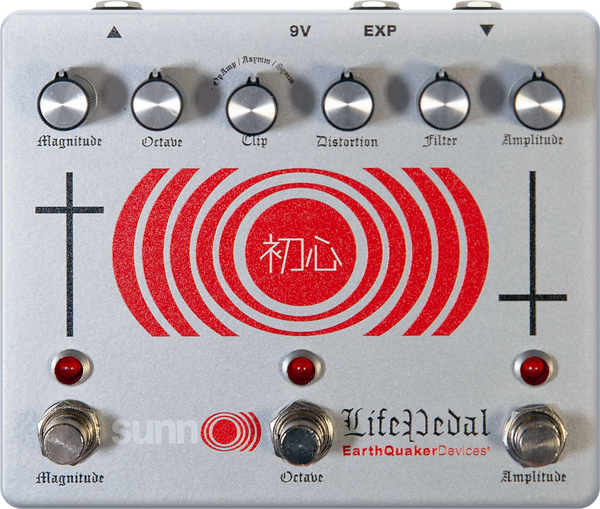 9V EXP
OpAmp / Asymm / Symm
Magnitude Octave Clip Distortion Filter Amplitude
初心
sunn O)))
LifePedal
EarthQuakerDevices®
Magnitude Octave Amplitude